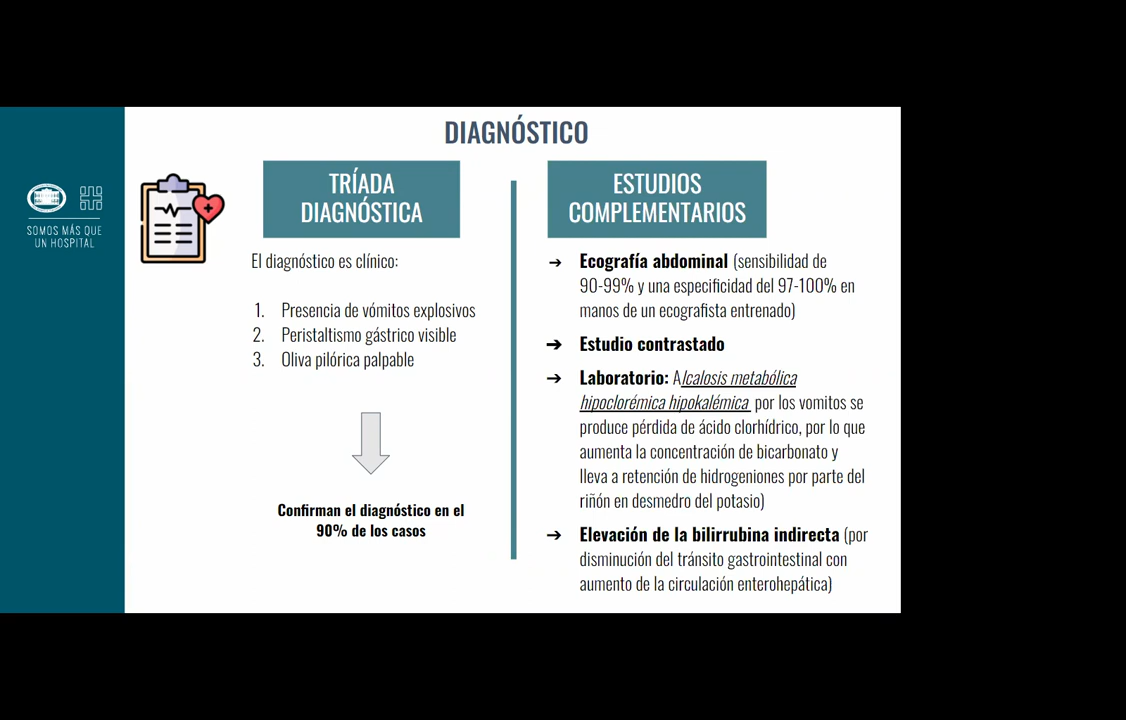 DIAGNÓSTICO
SOMOS MÁS QUE
UN HOSPITAL
TRÍADA
DIAGNÓSTICA
El diagnóstico es clínico:
1. Presencia de vómitos explosivos
2. Peristaltismo gástrico visible
3. Oliva pilórica palpable
Confirman el diagnóstico en el
90% de los casos
ESTUDIOS
COMPLEMENTARIOS
➔ Ecografía abdominal (sensibilidad de
90-99% y una especificidad del 97-100% en
manos de un ecografista entrenado)
➔ Estudio contrastado
➔ Laboratorio: Alcalosis metabólica
hipoclorémica hipokalémica por los vomitos se
produce pérdida de ácido clorhídrico, por lo que
aumenta la concentración de bicarbonato y
lleva a retención de hidrogeniones por parte del
riñón en desmedro del potasio)
➔ Elevación de la bilirrubina indirecta (por
disminución del tránsito gastrointestinal con
aumento de la circulación enterohepática)